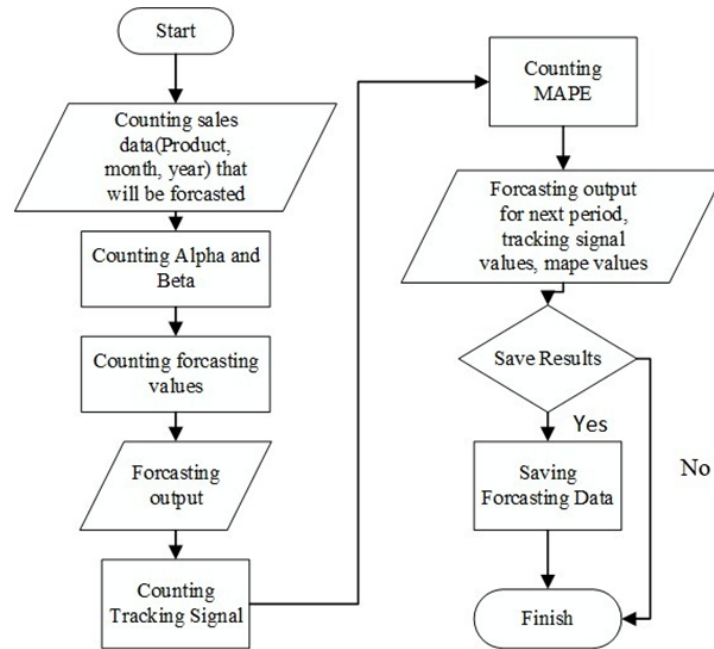 Start
Counting sales
data(Product,
month, year) that
will be forcasted
Counting Alpha and
Beta
Counting forcasting
values
Forcasting
output
Counting
Tracking Signal
Counting
MAPE
Forcasting output
for next period,
tracking signal
values, mape values
Save Results
Yes
No
Saving
Forcasting Data
Finish